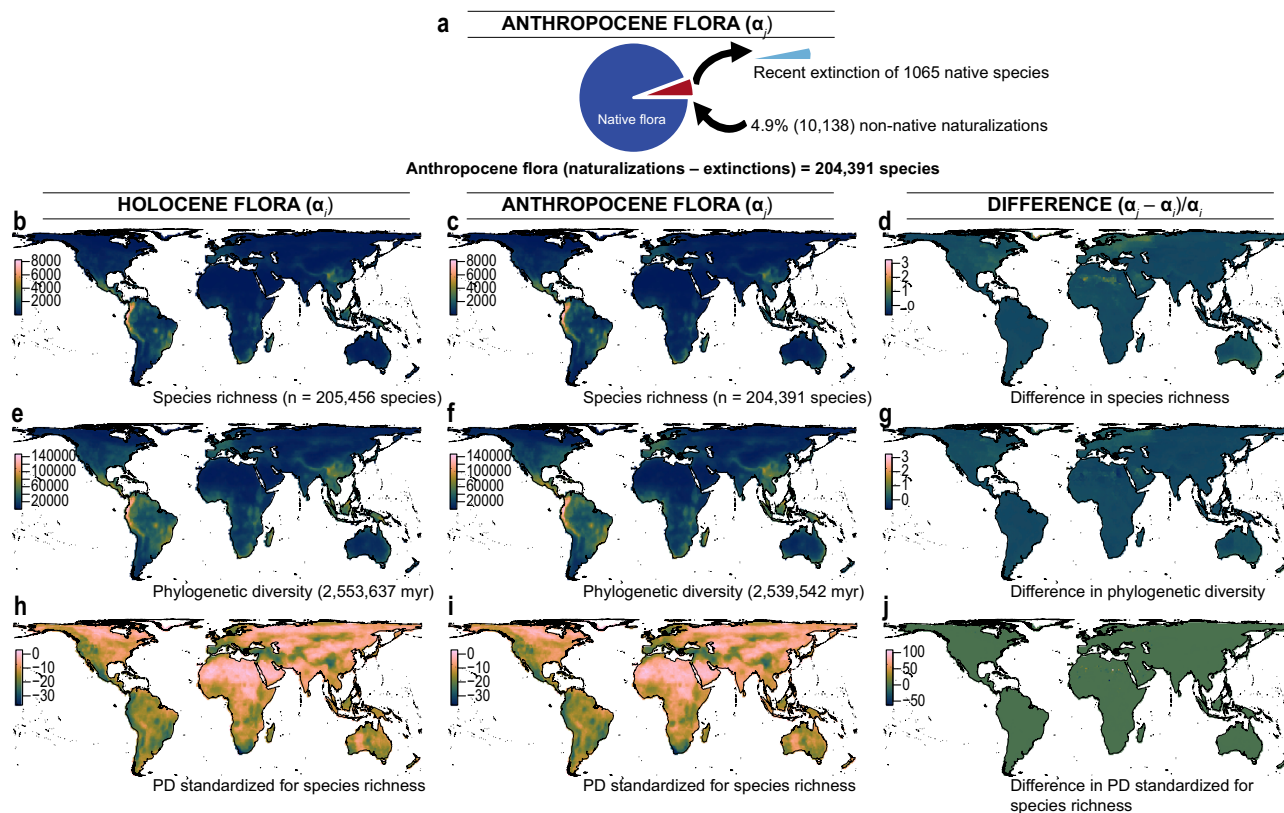 a
ANTHROPOCENE FLORA (αj)
Recent extinction of 1065 native species
Native flora
4.9% (10,138) non-native naturalizations
Anthropocene flora (naturalizations – extinctions) = 204,391 species
HOLOCENE FLORA (αi)
ANTHROPOCENE FLORA (αj)
DIFFERENCE (αj – αi)/αi
b
8000
6000
4000
2000
Species richness (n = 205,456 species)
c
8000
6000
4000
2000
Species richness (n = 204,391 species)
d
3
2
1
0
Difference in species richness
e
140000
100000
60000
20000
Phylogenetic diversity (2,553,637 myr)
f
140000
100000
60000
20000
Phylogenetic diversity (2,539,542 myr)
g
3
2
1
0
Difference in phylogenetic diversity
h
0
−10
−20
−30
PD standardized for species richness
i
0
−10
−20
−30
PD standardized for species richness
j
100
50
0
−50
Difference in PD standardized for
species richness